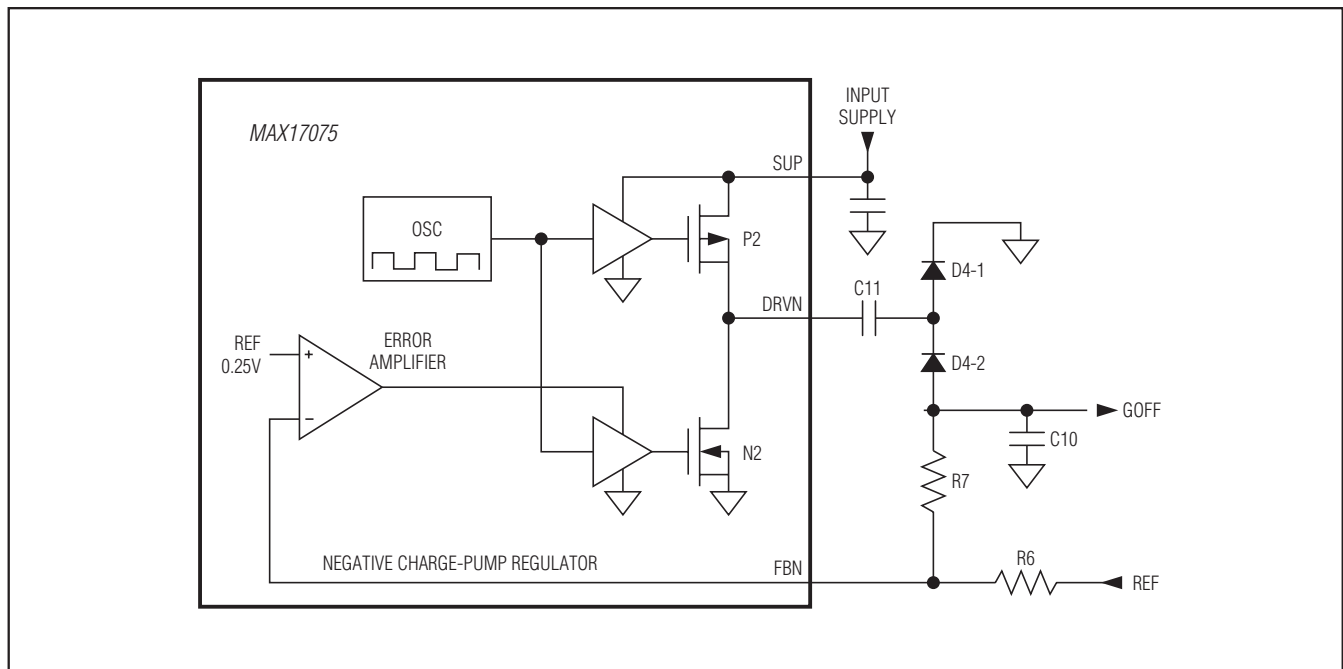 MAX17075
INPUT
SUPPLY
SUP
OSC
P2
D4-1
C11
DRVN
REF
0.25V
+
−
ERROR
AMPLIFIER
D4-2
GOFF
C10
N2
R7
NEGATIVE CHARGE-PUMP REGULATOR
FBN
R6
REF